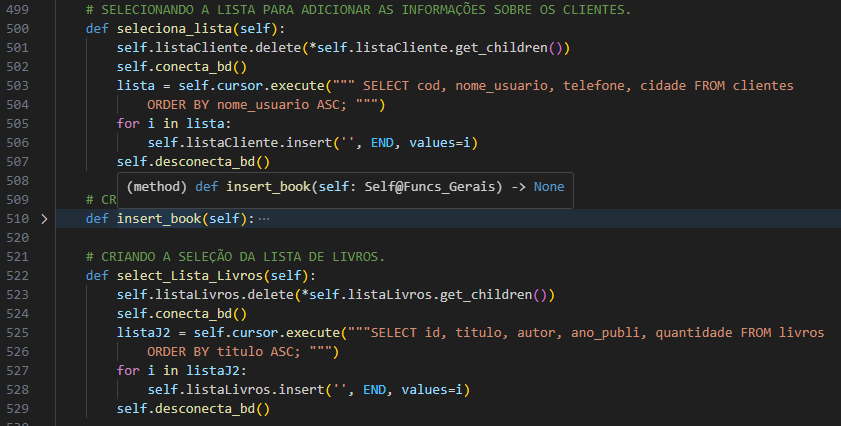 499 # SELECIONANDO A LISTA PARA ADICIONAR AS INFORMAÇÕES SOBRE OS CLIENTES.
500 def seleciona_lista(self):
501 self.listaCliente.delete(*self.listaCliente.get_children())
502 self.conecta_bd()
503 lista = self.cursor.execute(""" SELECT cod, nome_usuario, telefone, cidade FROM clientes
504 ORDER BY nome_usuario ASC; """)
505 for i in lista:
506 self.listaCliente.insert('', END, values=i)
507 self.desconecta_bd()
508
(method) def insert_book(self: Self@Funcs_Gerais) -> None
509 # CR
510 def insert_book(self): ⋯
520
521 # CRIANDO A SELEÇÃO DA LISTA DE LIVROS.
522 def select_Lista_Livros(self):
523 self.listaLivros.delete(*self.listaLivros.get_children())
524 self.conecta_bd()
525 listaJ2 = self.cursor.execute("""SELECT id, titulo, autor, ano_publi, quantidade FROM livros
526 ORDER BY titulo ASC; """)
527 for i in listaJ2:
528 self.listaLivros.insert('', END, values=i)
529 self.desconecta_bd()